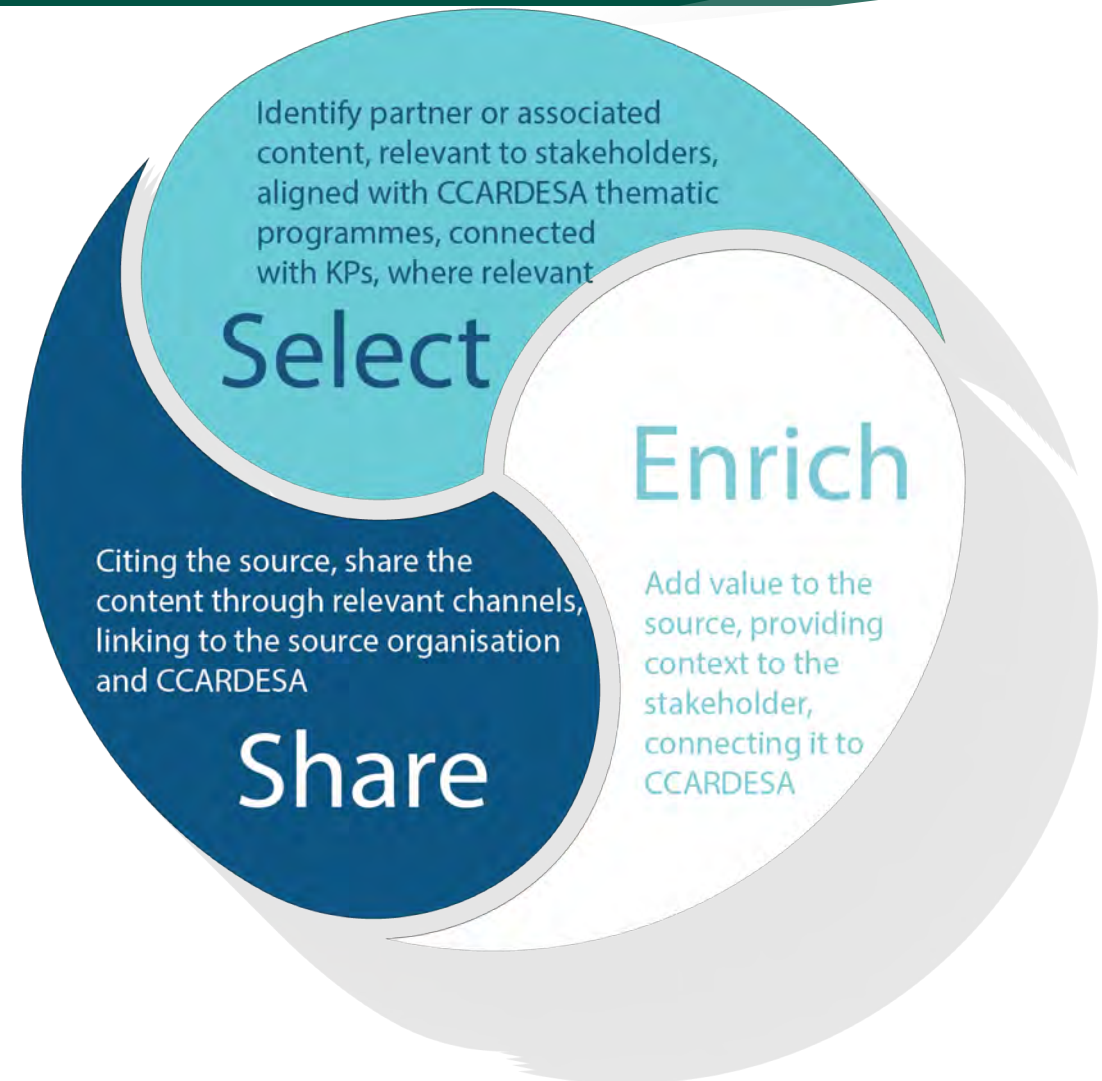 Identify partner or associated
content, relevant to stakeholders,
aligned with CCARDESA thematic
programmes, connected
with KPs, where relevant
Select
Enrich
Add value to the
source, providing
context to the
stakeholder,
connecting it to
CCARDESA
Citing the source, share the
content through relevant channels,
linking to the source organisation
and CCARDESA
Share